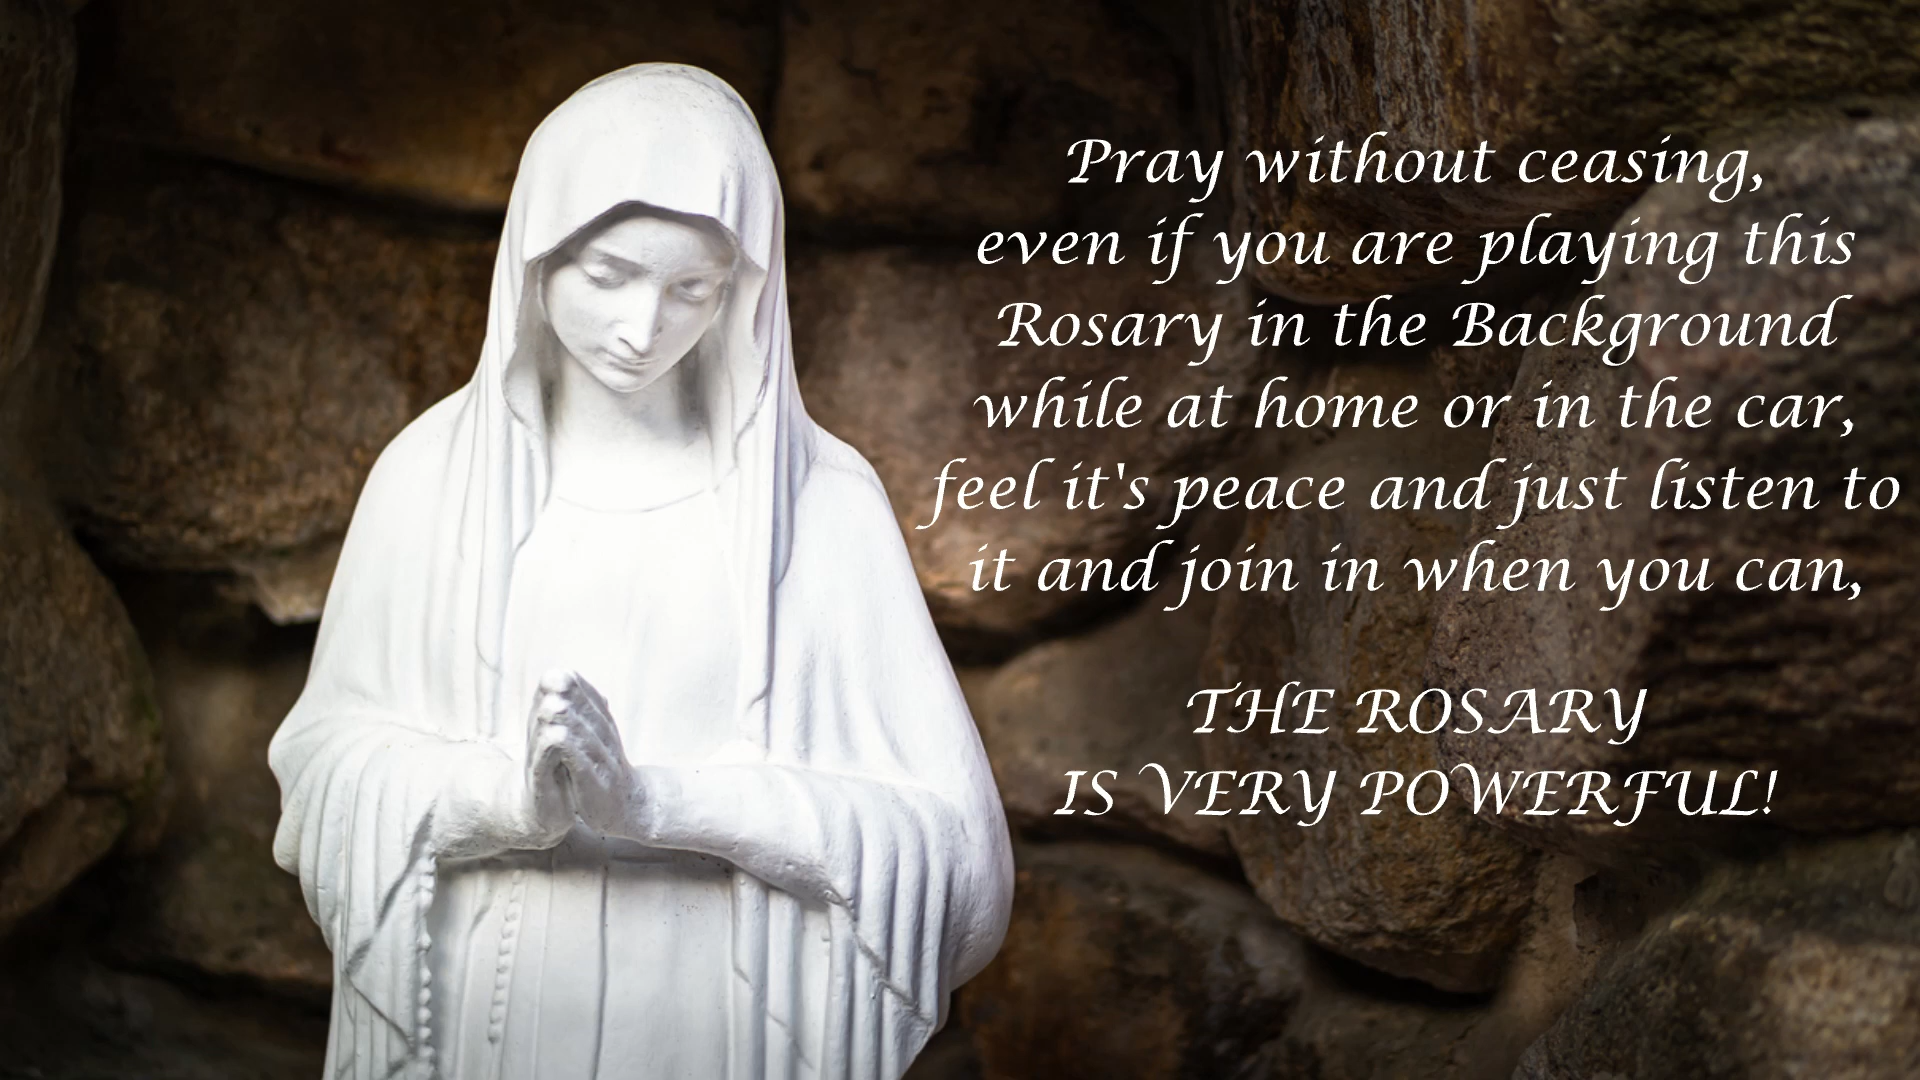 Pray without ceasing,
even if you are playing this
Rosary in the Background
while at home or in the car,
feel it's peace and just listen to
it and join in when you can,
THE ROSARY
IS VERY POWERFUL!